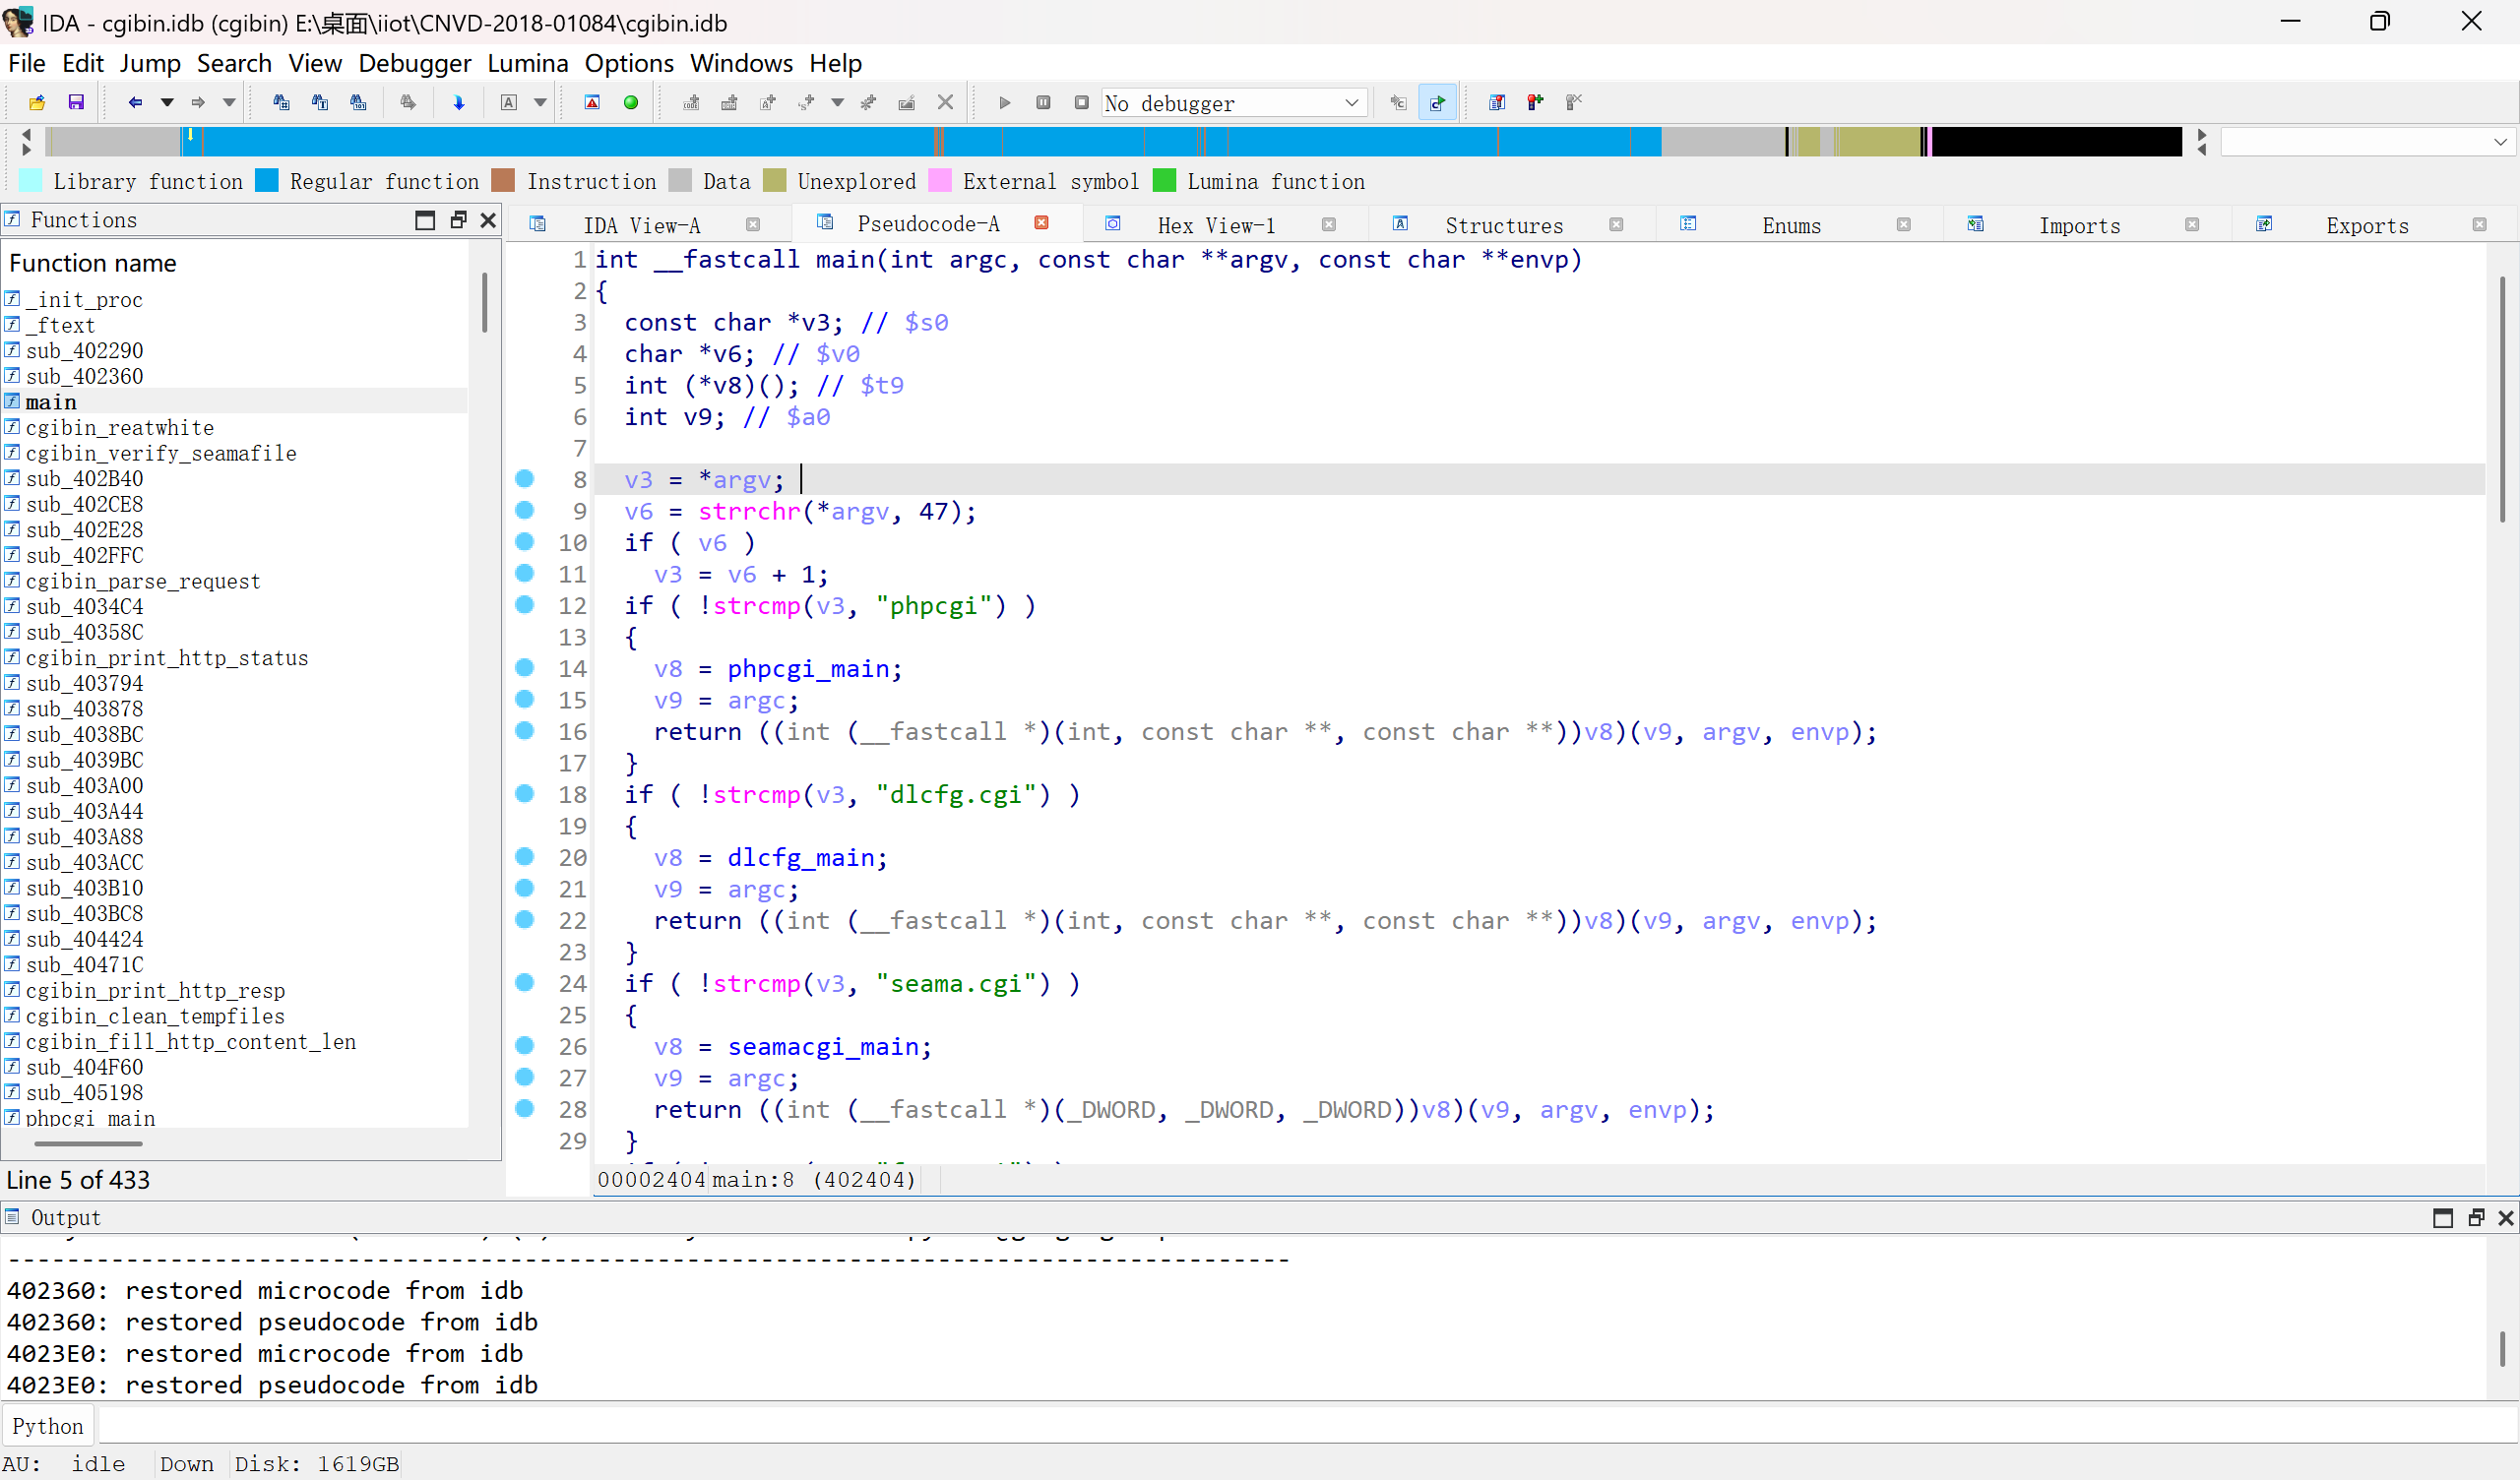 IDA - cgibin.idb (cgibin) E:\桌面\iiot\CNVD-2018-01084\cgibin.idb
File Edit Jump Search View Debugger Lumina Options Windows Help
No debugger
Library function Regular function Instruction Data Unexplored External symbol Lumina function
Functions
Function name
_init_proc
_ftext
sub_402290
sub_402360
main
cgibin_reatwhite
cgibin_verify_seamafile
sub_402B40
sub_402CE8
sub_402E28
sub_402FFC
cgibin_parse_request
sub_4034C4
sub_40358C
cgibin_print_http_status
sub_403794
sub_403878
sub_4038BC
sub_4039BC
sub_403A00
sub_403A44
sub_403A88
sub_403ACC
sub_403B10
sub_403BC8
sub_404424
sub_40471C
cgibin_print_http_resp
cgibin_clean_tempfiles
cgibin_fill_http_content_len
sub_404F60
sub_405198
phpcgi_main
Line 5 of 433
IDA View-A Pseudocode-A Hex View-1 Structures Enums Imports Exports
1 int __fastcall main(int argc, const char **argv, const char **envp)
2 {
3 const char *v3; // $s0
4 char *v6; // $v0
5 int (*v8)(); // $t9
6 int v9; // $a0
7
8 v3 = *argv;
9 v6 = strrchr(*argv, 47);
10 if ( v6 )
11 v3 = v6 + 1;
12 if ( !strcmp(v3, "phpcgi") )
13 {
14 v8 = phpcgi_main;
15 v9 = argc;
16 return ((int (__fastcall *)(int, const char **, const char **))v8)(v9, argv, envp);
17 }
18 if ( !strcmp(v3, "dlcfg.cgi") )
19 {
20 v8 = dlcfg_main;
21 v9 = argc;
22 return ((int (__fastcall *)(int, const char **, const char **))v8)(v9, argv, envp);
23 }
24 if ( !strcmp(v3, "seama.cgi") )
25 {
26 v8 = seamacgi_main;
27 v9 = argc;
28 return ((int (__fastcall *)(_DWORD, _DWORD, _DWORD))v8)(v9, argv, envp);
29 }
00002404 main:8 (402404)
Output
---------------------------------------------------------------------------------------
402360: restored microcode from idb
402360: restored pseudocode from idb
4023E0: restored microcode from idb
4023E0: restored pseudocode from idb
Python
AU: idle Down Disk: 1619GB